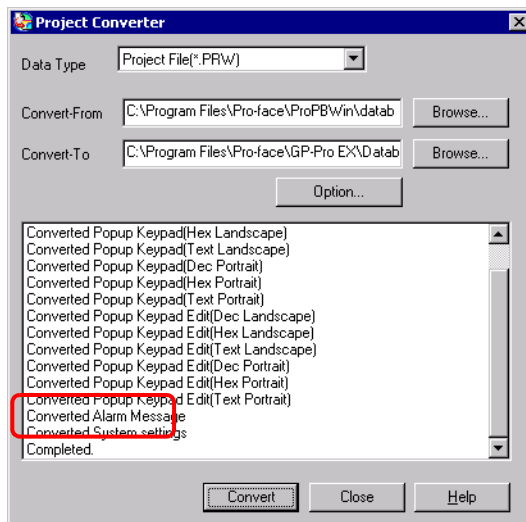 Project Converter
Data Type
Project File(*.PRW)
Convert-From
C:\Program Files\Pro-face\ProPBWin\datab
Browse...
Convert-To
C:\Program Files\Pro-face\GP-Pro EX\Datab
Browse...
Option...
Converted Popup Keypad(Hex Landscape)
Converted Popup Keypad(Text Landscape)
Converted Popup Keypad(Dec Portrait)
Converted Popup Keypad(Hex Portrait)
Converted Popup Keypad(Text Portrait)
Converted Popup Keypad Edit(Dec Landscape)
Converted Popup Keypad Edit(Hex Landscape)
Converted Popup Keypad Edit(Text Landscape)
Converted Popup Keypad Edit(Dec Portrait)
Converted Popup Keypad Edit(Hex Portrait)
Converted Popup Keypad Edit(Text Portrait)
Converted Alarm Message
Converted System settings
Completed.
Convert
Close
Help